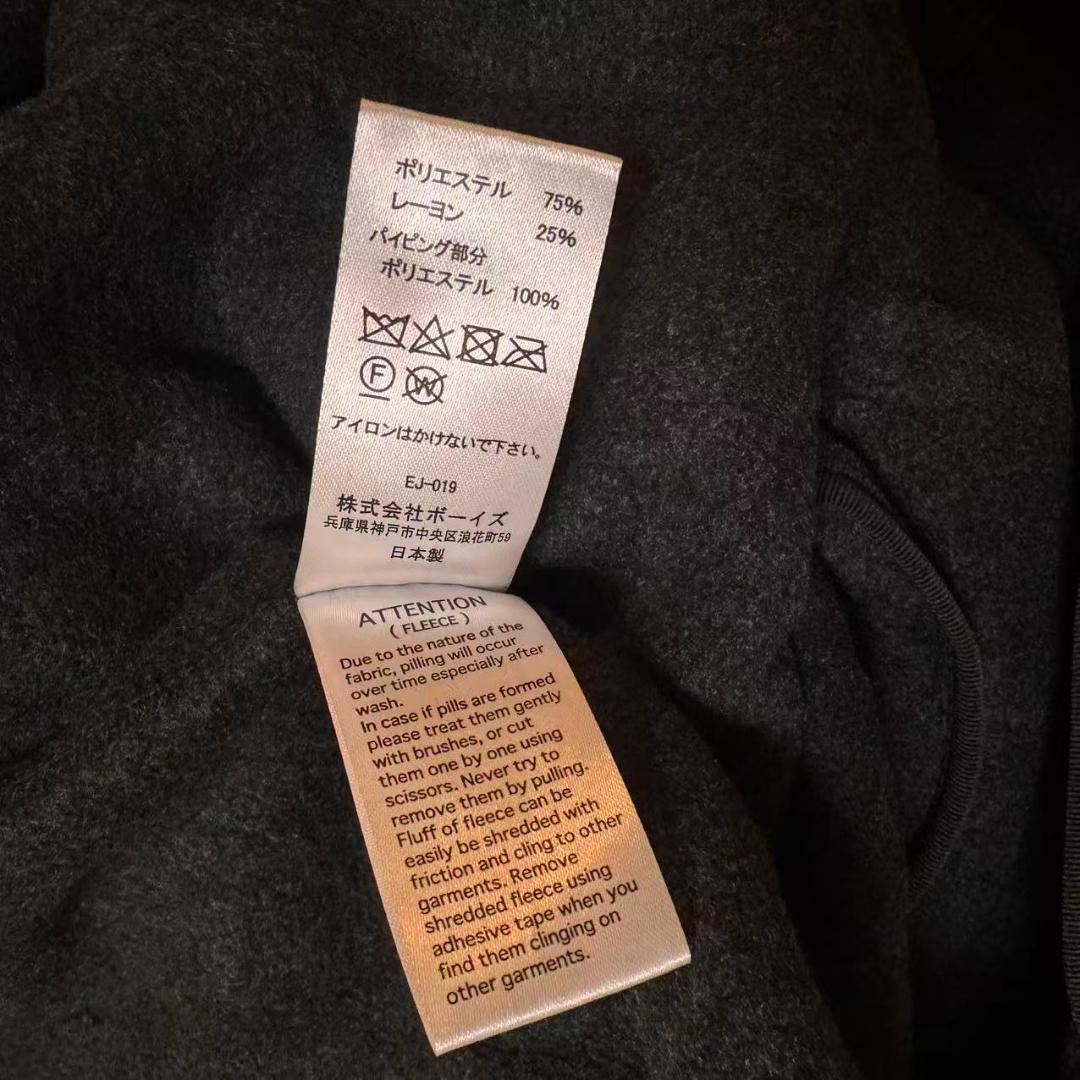 ポリエステル 75%
レーヨン 25%
パイピング部分
ポリエステル 100%
F W
アイロンはかけないで下さい。
EJ-019
株式会社ボーイズ
兵庫県神戸市中央区浪花町59
日本製
ATTENTION
( FLEECE )
Due to the nature of the
fabric, pilling will occur
over time especially after
wash.
In case if pills are formed
please treat them gently
with brushes, or cut
them one by one using
scissors. Never try to
remove them by pulling.
Fluff of fleece can be
easily be shredded with
friction and cling to other
garments. Remove
shredded fleece using
adhesive tape when you
find them clinging on
other garments.